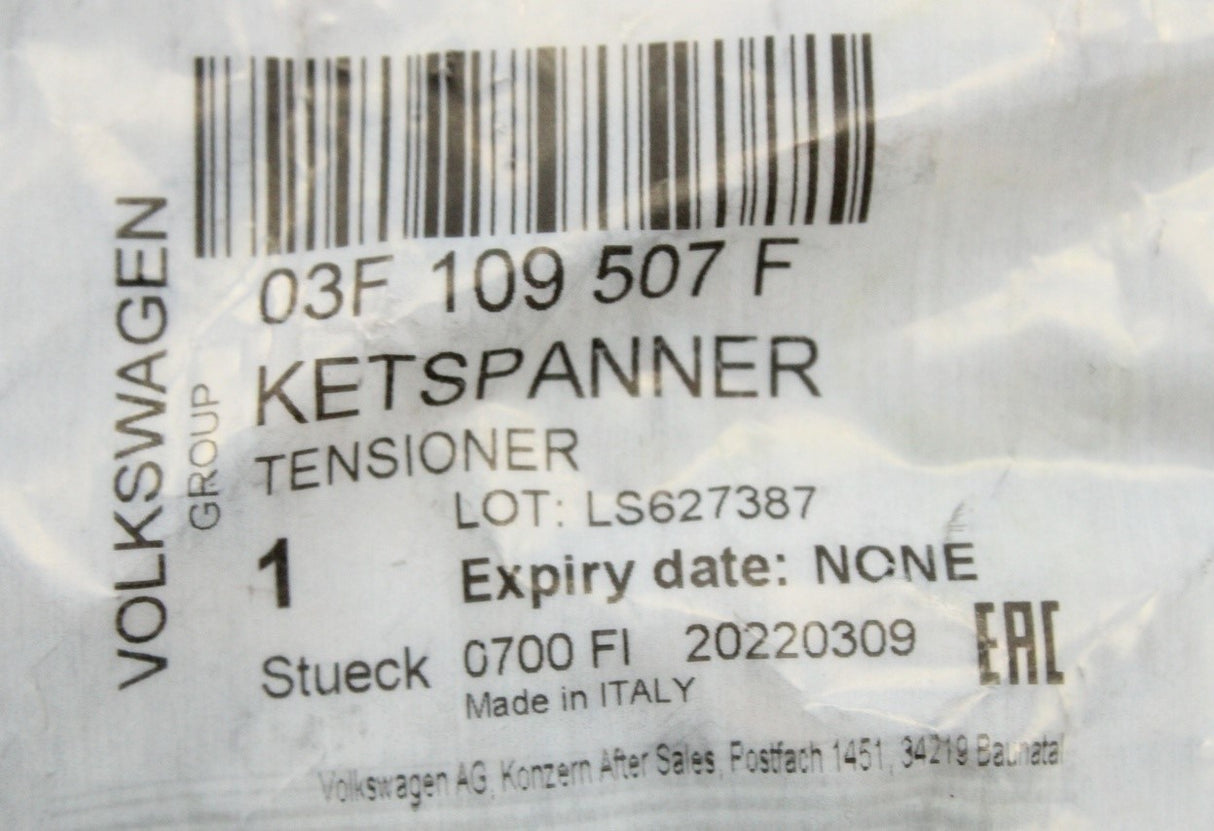 VOLKSWAGEN
GROUP
03F 109 507 F
KETSPANNER
TENSIONER
LOT: LS627387
1 Expiry date: NONE
Stueck 0700 FI 20220309 EAC
Made in ITALY
Volkswagen AG, Konzern After Sales, Postfach 1451, 34219 Baunatal